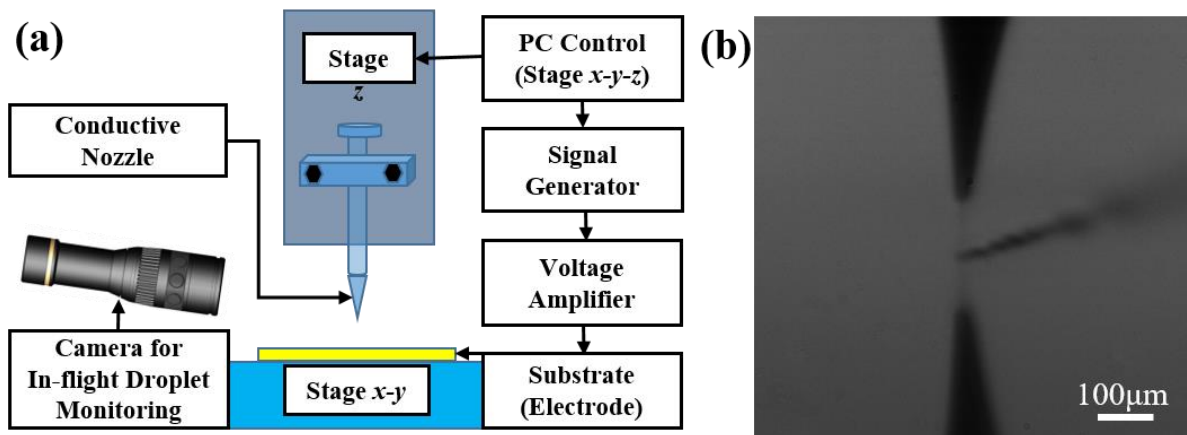 (a)
Stage
z
PC Control
(Stage x-y-z)
Conductive
Nozzle
Signal
Generator
Voltage
Amplifier
Camera for
In-flight Droplet
Monitoring
Stage x-y
Substrate
(Electrode)
(b)
100μm